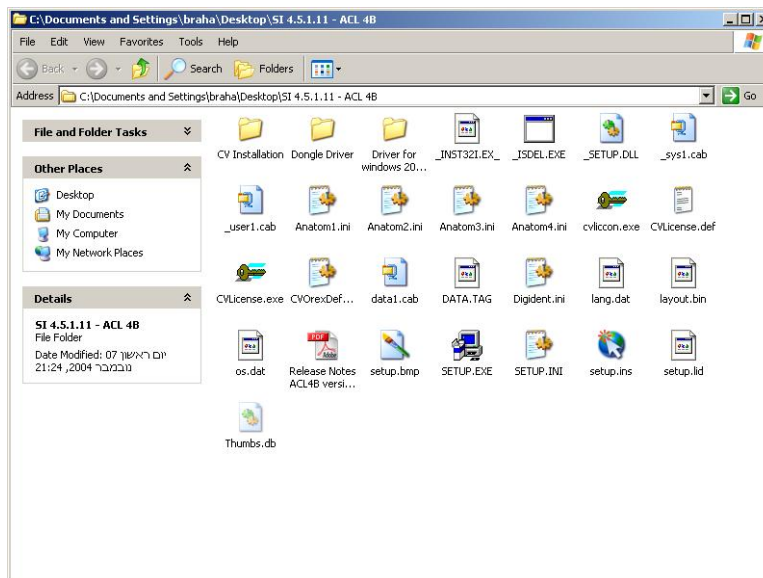 C:\Documents and Settings\braha\Desktop\SI 4.5.1.11 - ACL 4B
File Edit View Favorites Tools Help
Back Search Folders
Address C:\Documents and Settings\braha\Desktop\SI 4.5.1.11 - ACL 4B Go
File and Folder Tasks
Other Places
Desktop
My Documents
My Computer
My Network Places
Details
SI 4.5.1.11 - ACL 4B
File Folder
Date Modified: יום ראשון 07
נובמבר 2004, 21:24
CV Installation Dongle Driver Driver for _INST32I.EX_ _ISDEL.EXE _SETUP.DLL _sys1.cab
windows 20...
_user1.cab Anatom1.ini Anatom2.ini Anatom3.ini Anatom4.ini cvliccon.exe CVLicense.def
CVLicense.exe CVOrexDef... data1.cab DATA.TAG Digident.ini lang.dat layout.bin
os.dat Release Notes setup.bmp SETUP.EXE SETUP.INI setup.ins setup.lid
ACL4B versi...
Thumbs.db